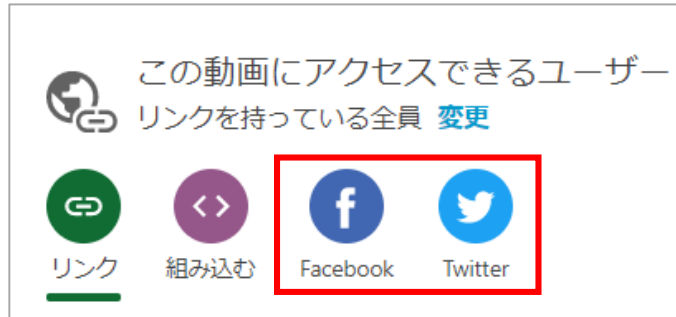 この動画にアクセスできるユーザー
リンクを持っている全員 変更
リンク 組み込む Facebook Twitter